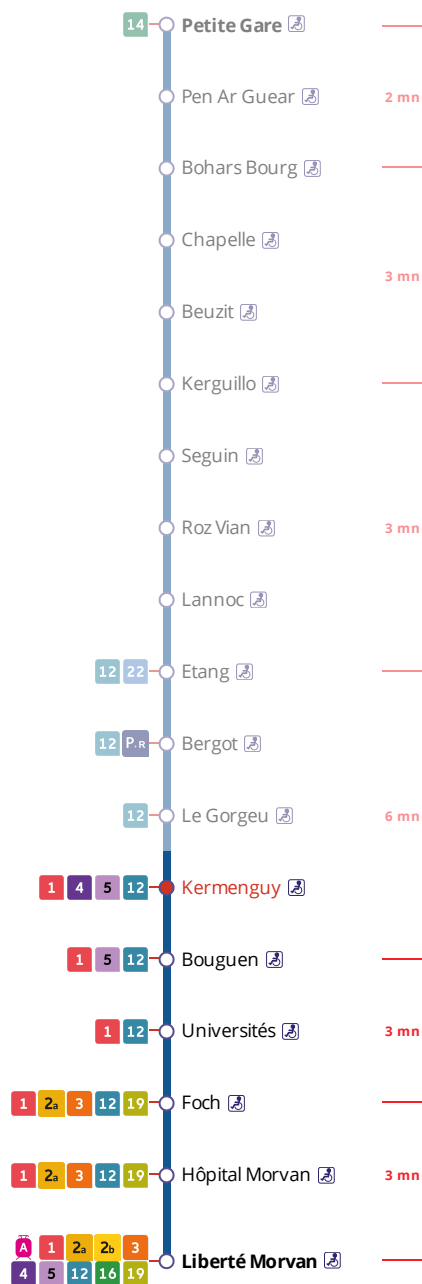 14 Petite Gare
Pen Ar Guear 2 mn
Bohars Bourg
Chapelle
3 mn
Beuzit
Kerguillo
Seguin
Roz Vian 3 mn
Lannoc
12 22 Etang
12 P+R Bergot
12 Le Gorgeu 6 mn
1 4 5 12 Kermenguy
1 5 12 Bouguen
1 12 Universités 3 mn
1 2a 3 12 19 Foch
1 2a 3 12 19 Hôpital Morvan 3 mn
A 1 2a 2b 3
4 5 12 16 19 Liberté Morvan